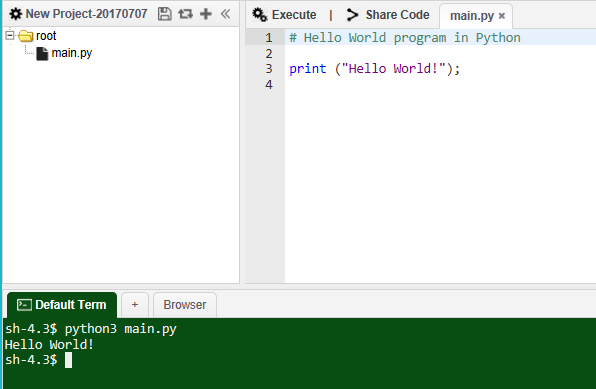 New Project-20170707
root
main.py
Execute | Share Code main.py ×
1 # Hello World program in Python
2
3 print ("Hello World!");
4
Default Term + Browser
sh-4.3$ python3 main.py
Hello World!
sh-4.3$